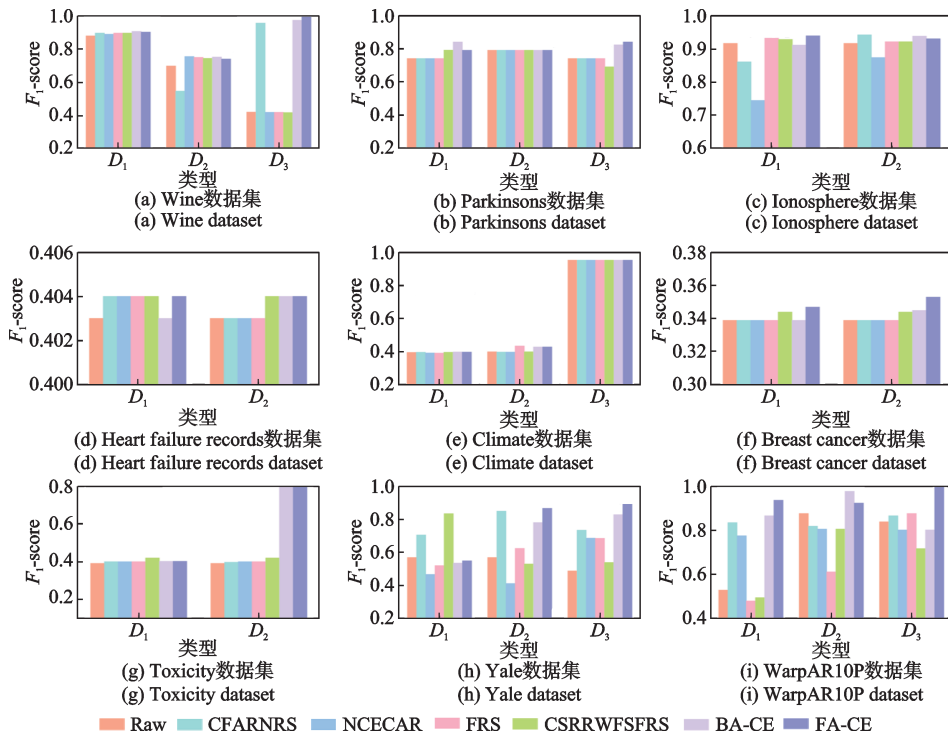 1.0
0.8
0.6
0.4
0.2
F₁-score
D₁ D₂ D₃
类型
(a) Wine数据集
(a) Wine dataset
1.0
0.8
0.6
0.4
0.2
F₁-score
D₁ D₂ D₃
类型
(b) Parkinsons数据集
(b) Parkinsons dataset
1.0
0.9
0.8
0.7
0.6
F₁-score
D₁ D₂
类型
(c) Ionosphere数据集
(c) Ionosphere dataset
0.406
0.404
0.402
0.400
F₁-score
D₁ D₂
类型
(d) Heart failure records数据集
(d) Heart failure records dataset
1.0
0.8
0.6
0.4
0.2
F₁-score
D₁ D₂ D₃
类型
(e) Climate数据集
(e) Climate dataset
0.36
0.34
0.32
0.30
F₁-score
D₁ D₂
类型
(f) Breast cancer数据集
(f) Breast cancer dataset
0.8
0.6
0.4
0.2
F₁-score
D₁ D₂
类型
(g) Toxicity数据集
(g) Toxicity dataset
1.0
0.8
0.6
0.4
0.2
F₁-score
D₁ D₂ D₃
类型
(h) Yale数据集
(h) Yale dataset
1.0
0.8
0.6
0.4
F₁-score
D₁ D₂ D₃
类型
(i) WarpAR10P数据集
(i) WarpAR10P dataset
Raw CFARNRS NCECAR FRS CSRRWFSFRS BA-CE FA-CE